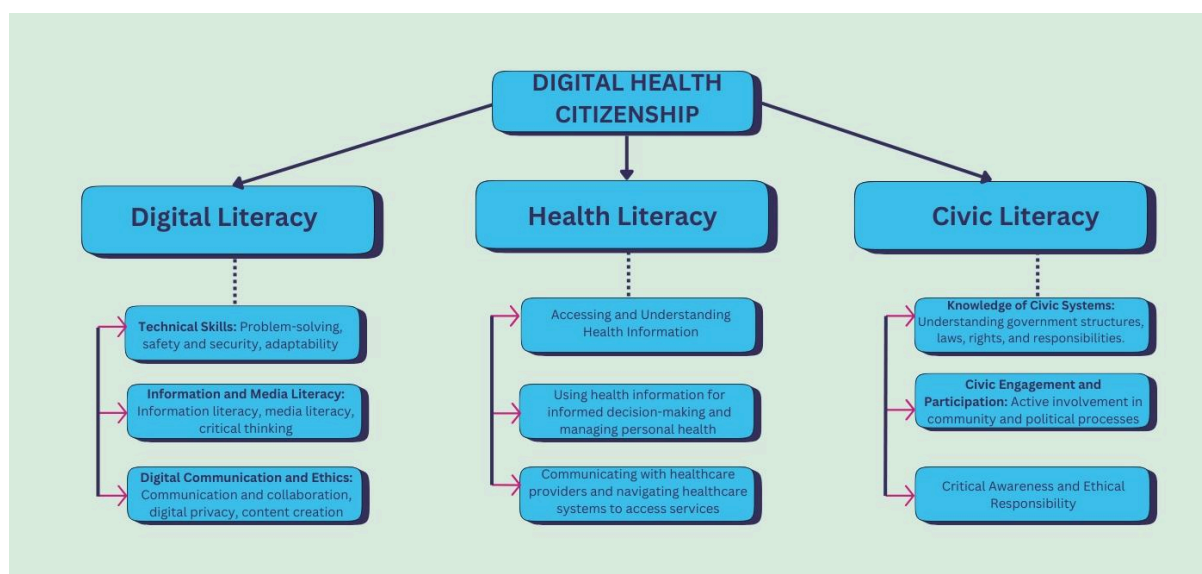 DIGITAL HEALTH
CITIZENSHIP
Digital Literacy
Technical Skills: Problem-solving,
safety and security, adaptability
Information and Media Literacy:
Information literacy, media literacy,
critical thinking
Digital Communication and Ethics:
Communication and collaboration,
digital privacy, content creation
Health Literacy
Accessing and Understanding
Health Information
Using health information for
informed decision-making and
managing personal health
Communicating with healthcare
providers and navigating healthcare
systems to access services
Civic Literacy
Knowledge of Civic Systems:
Understanding government structures,
laws, rights, and responsibilities.
Civic Engagement and
Participation: Active involvement in
community and political processes
Critical Awareness and Ethical
Responsibility